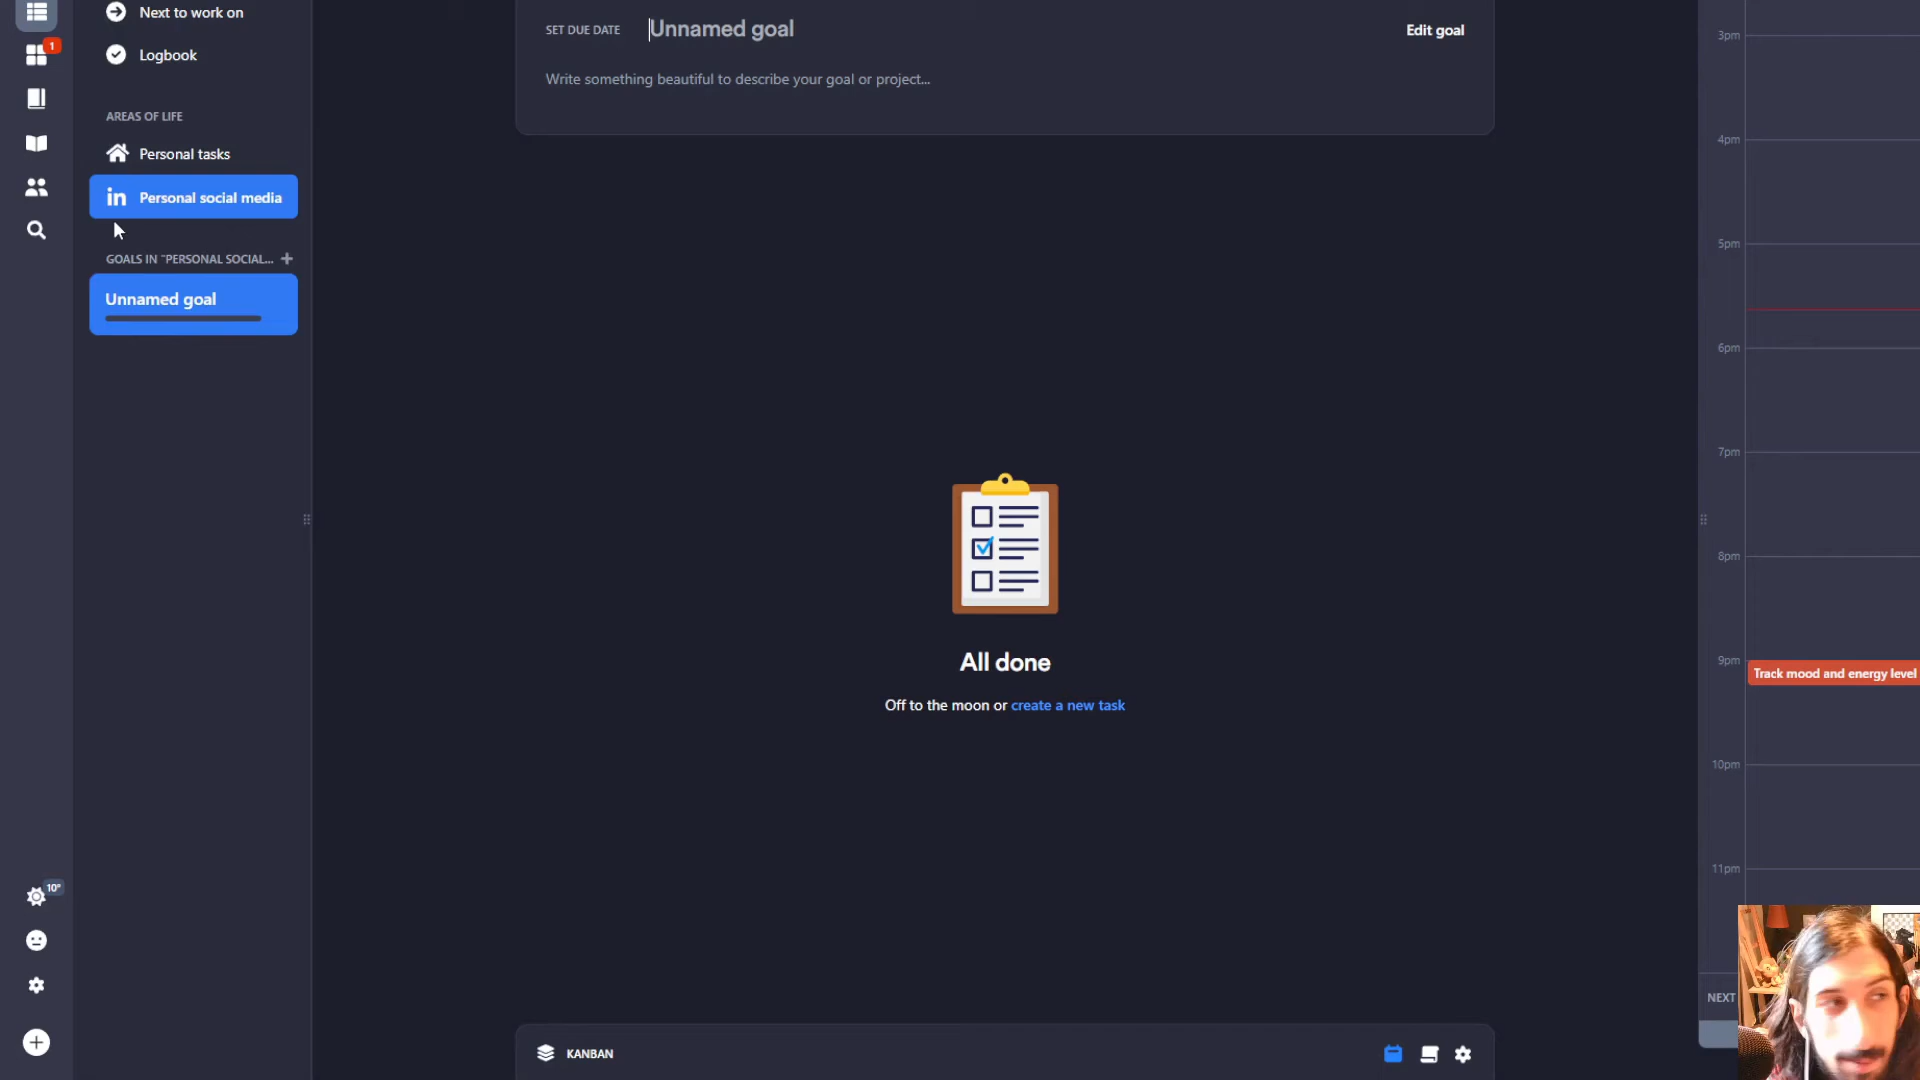 Next to work on
1
Logbook
AREAS OF LIFE
Personal tasks
in Personal social media
GOALS IN "PERSONAL SOCIAL...
Unnamed goal
10°
SET DUE DATE
Unnamed goal
Edit goal
Write something beautiful to describe your goal or project...
All done
Off to the moon or create a new task
KANBAN
3pm
4pm
5pm
6pm
7pm
8pm
9pm
Track mood and energy level
10pm
11pm
NEXT